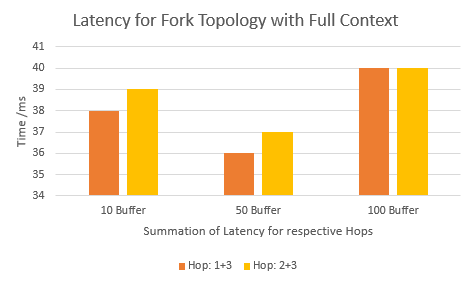 Latency for Fork Topology with Full Context
41
40
39
38
37
36
35
34
Time /ms
10 Buffer 50 Buffer 100 Buffer
Summation of Latency for respective Hops
Hop: 1+3 Hop: 2+3